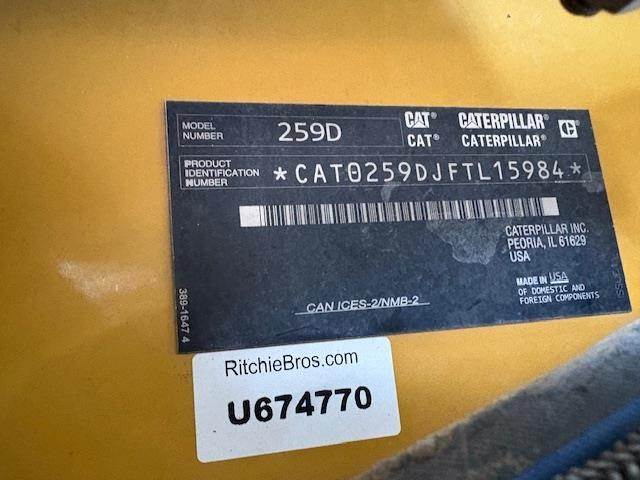 MODEL NUMBER 259D
CAT® CATERPILLAR® C
CAT® CATERPILLAR®
PRODUCT IDENTIFICATION NUMBER *CAT0259DJFTL15984*
CATERPILLAR INC.
PEORIA, IL 61629
USA
MADE IN USA
OF DOMESTIC AND
FOREIGN COMPONENTS
CAN ICES-2/NMB-2
389-1647 4
RitchieBros.com
U674770